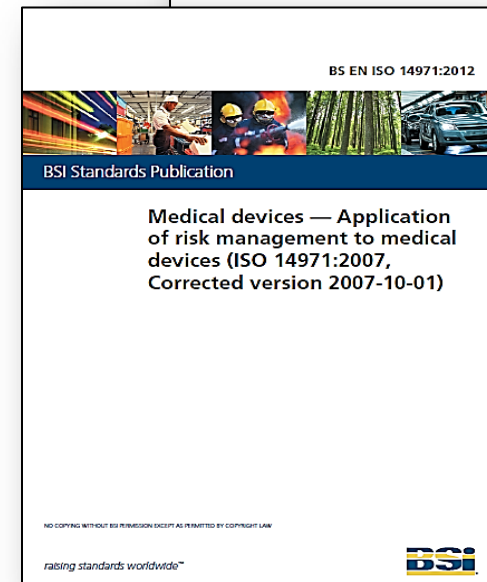 BS EN ISO 14971:2012
BSI Standards Publication
Medical devices — Application
of risk management to medical
devices (ISO 14971:2007,
Corrected version 2007-10-01)
NO COPYING WITHOUT BSI PERMISSION EXCEPT AS PERMITTED BY COPYRIGHT LAW
raising standards worldwide™
BSi